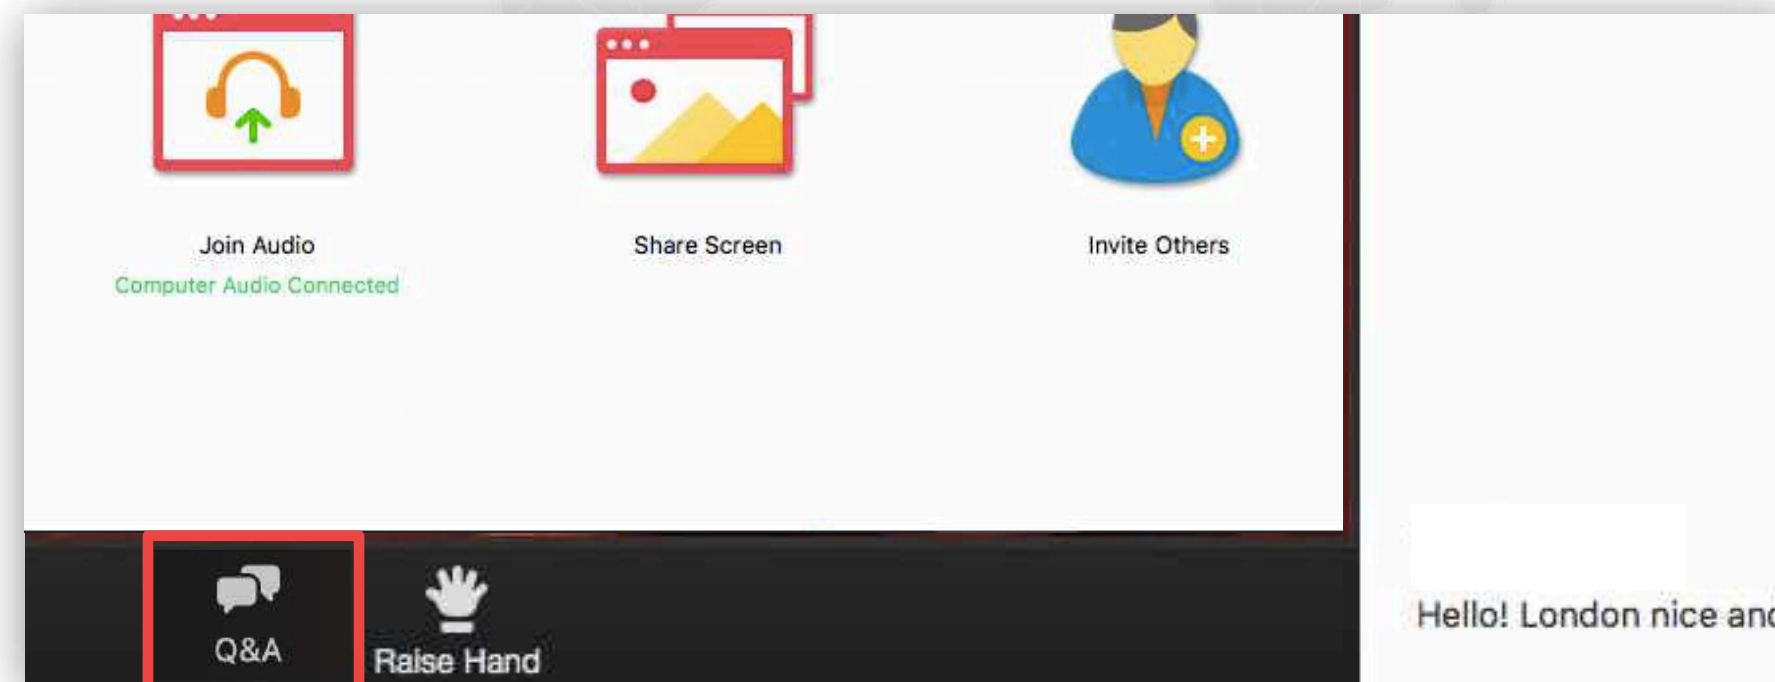 Join Audio
Share Screen
Invite Others
Computer Audio Connected
Hello! London nice and
Q&A
Raise Hand